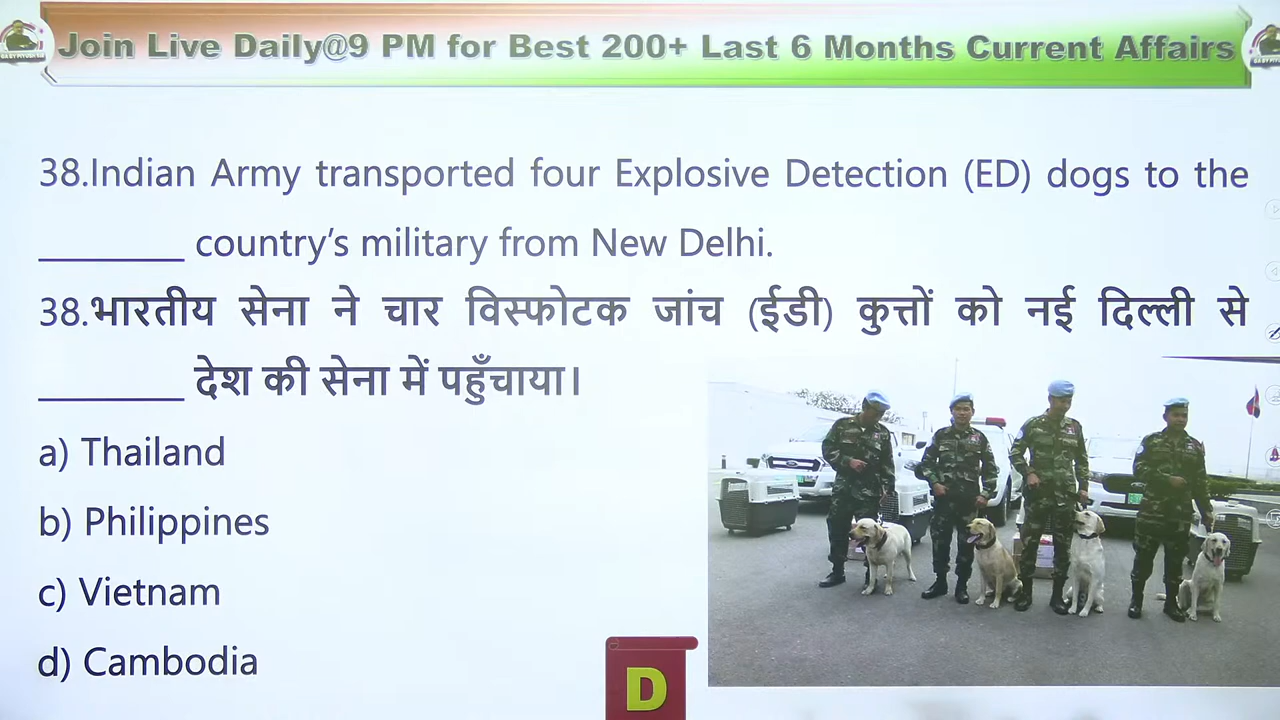 Join Live Daily@9 PM for Best 200+ Last 6 Months Current Affairs
38.Indian Army transported four Explosive Detection (ED) dogs to the
________ country's military from New Delhi.
38.भारतीय सेना ने चार विस्फोटक जांच (ईडी) कुत्तों को नई दिल्ली से
________ देश की सेना में पहुँचाया।
a) Thailand
b) Philippines
c) Vietnam
d) Cambodia
D